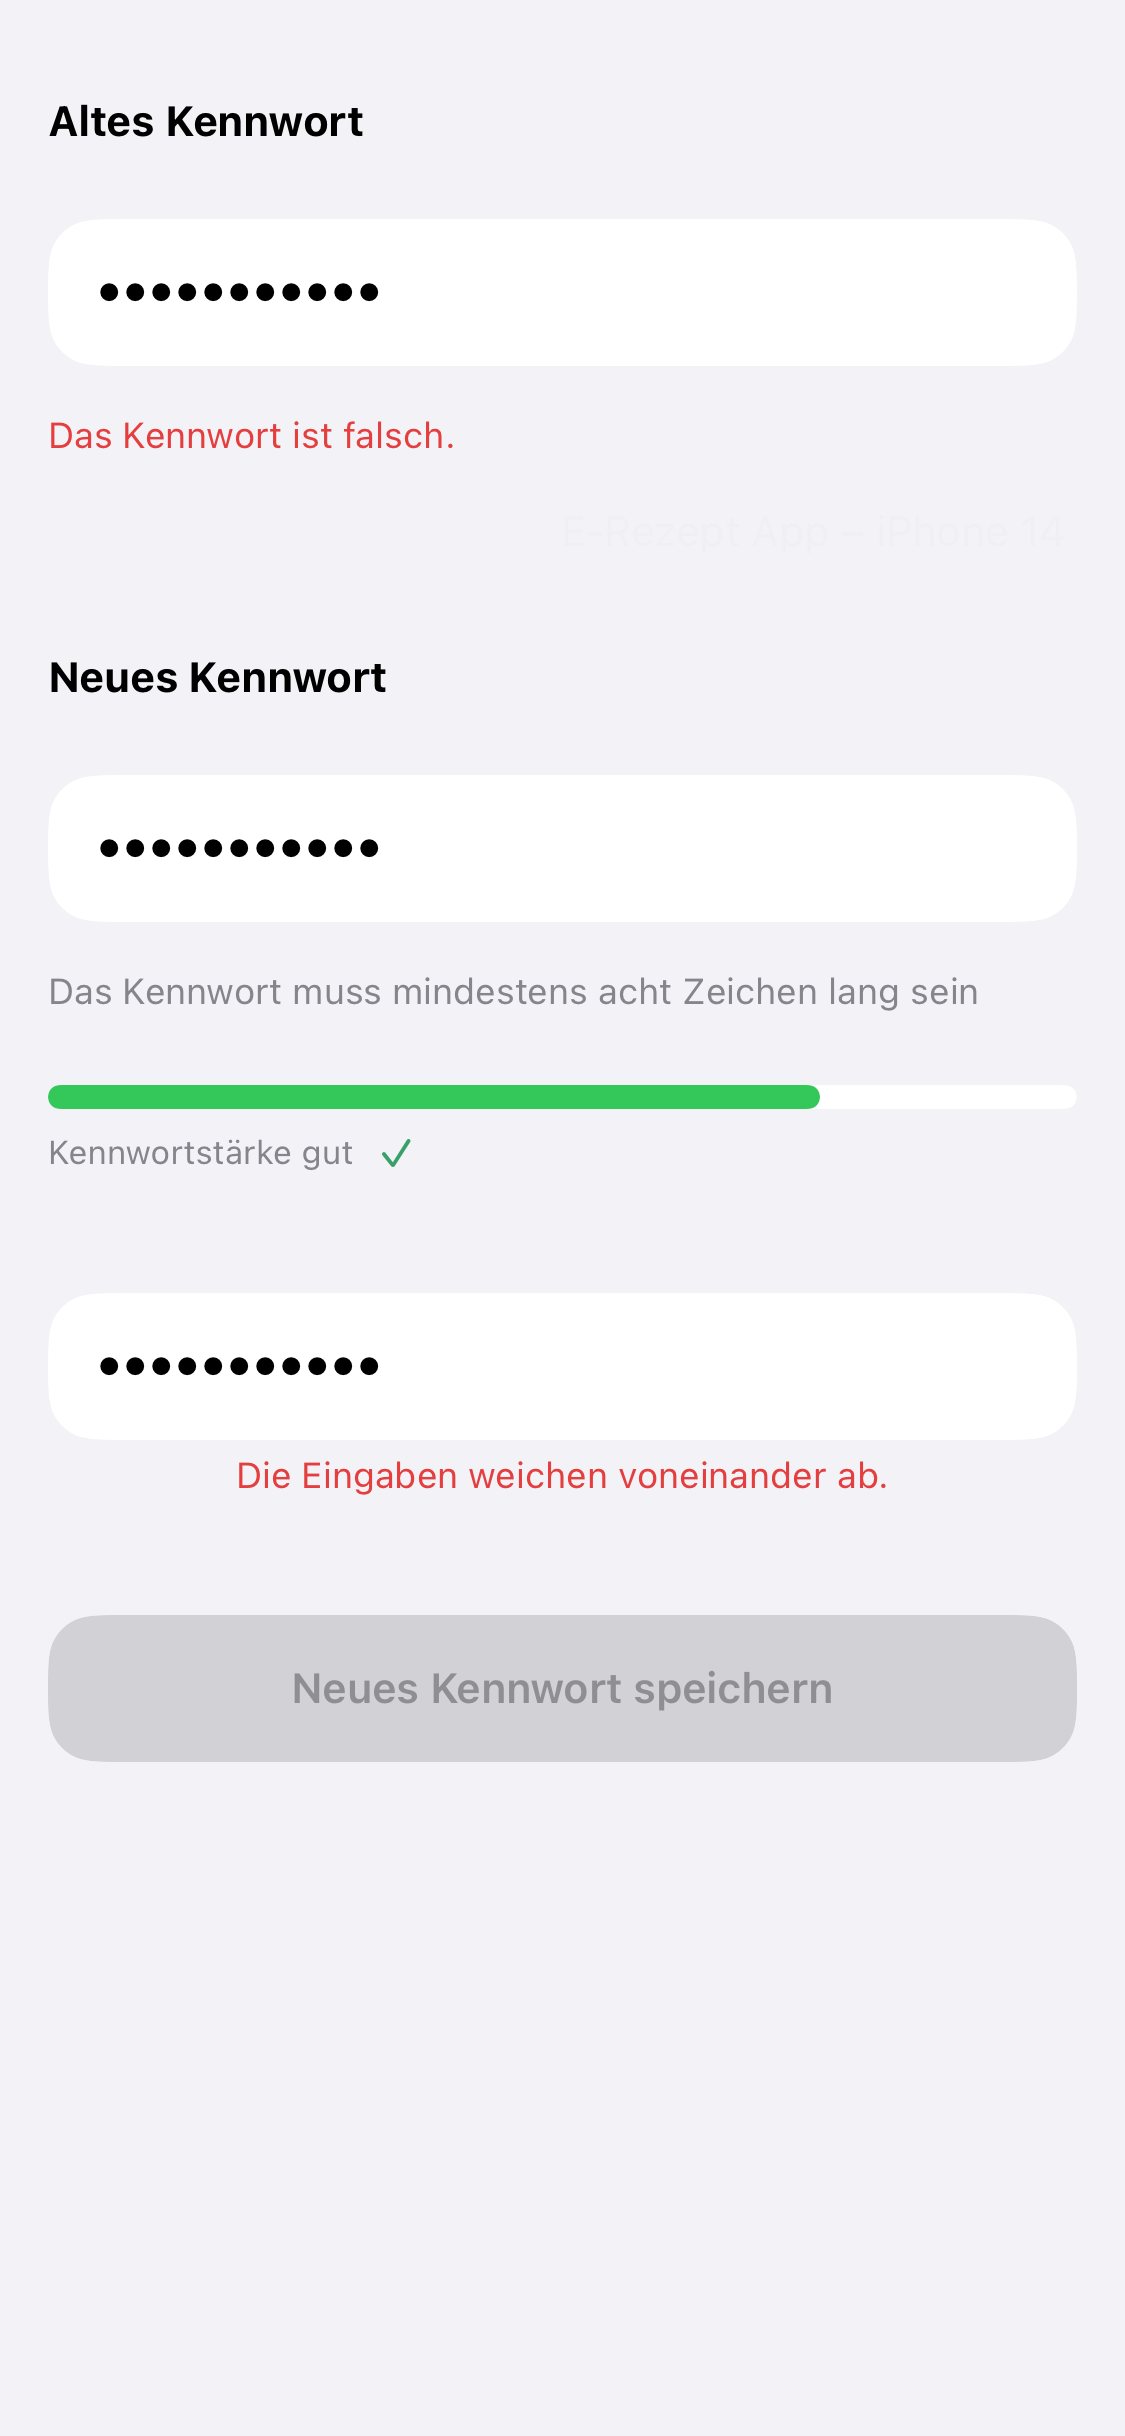 Altes Kennwort
•••••••••••
Das Kennwort ist falsch.
E-Rezept App – iPhone 14
Neues Kennwort
•••••••••••
Das Kennwort muss mindestens acht Zeichen lang sein
Kennwortstärke gut ✓
•••••••••••
Die Eingaben weichen voneinander ab.
Neues Kennwort speichern